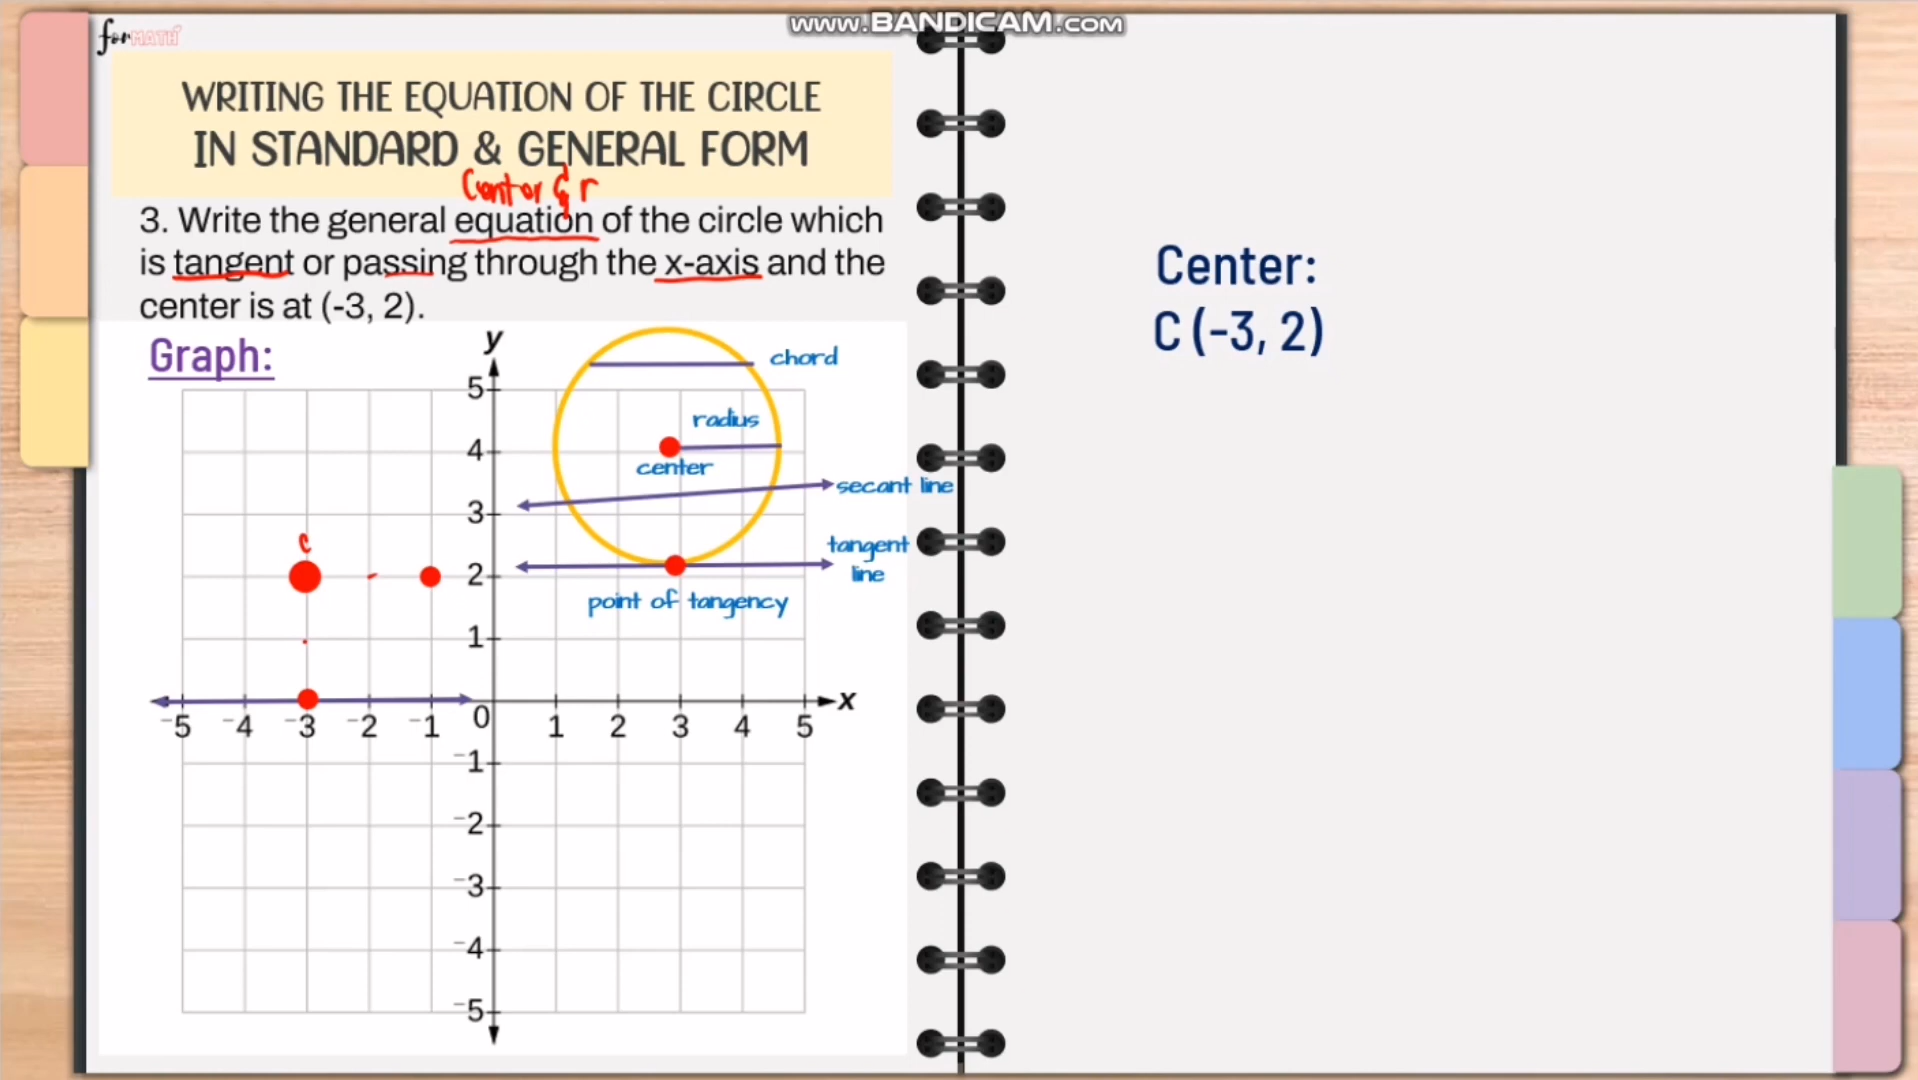 www.BANDICAM.com
forMATH
WRITING THE EQUATION OF THE CIRCLE
IN STANDARD & GENERAL FORM
Center & r
3. Write the general equation of the circle which
is tangent or passing through the x-axis and the
center is at (-3, 2).
Graph:
y
chord
5
radius
4
center
secant line
3
tangent
line
c
2
point of tangency
1
x
-5 -4 -3 -2 -1 0 1 2 3 4 5
-1
-2
-3
-4
-5
Center:
C (-3, 2)